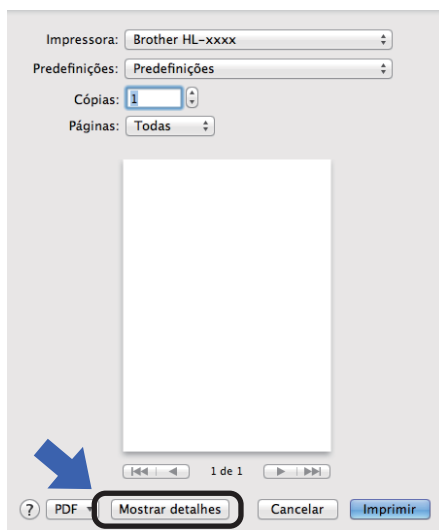 Impressora: Brother HL-xxxx
Predefinições: Predefinições
Cópias: 1
Páginas: Todas
1 de 1
? PDF Mostrar detalhes Cancelar Imprimir